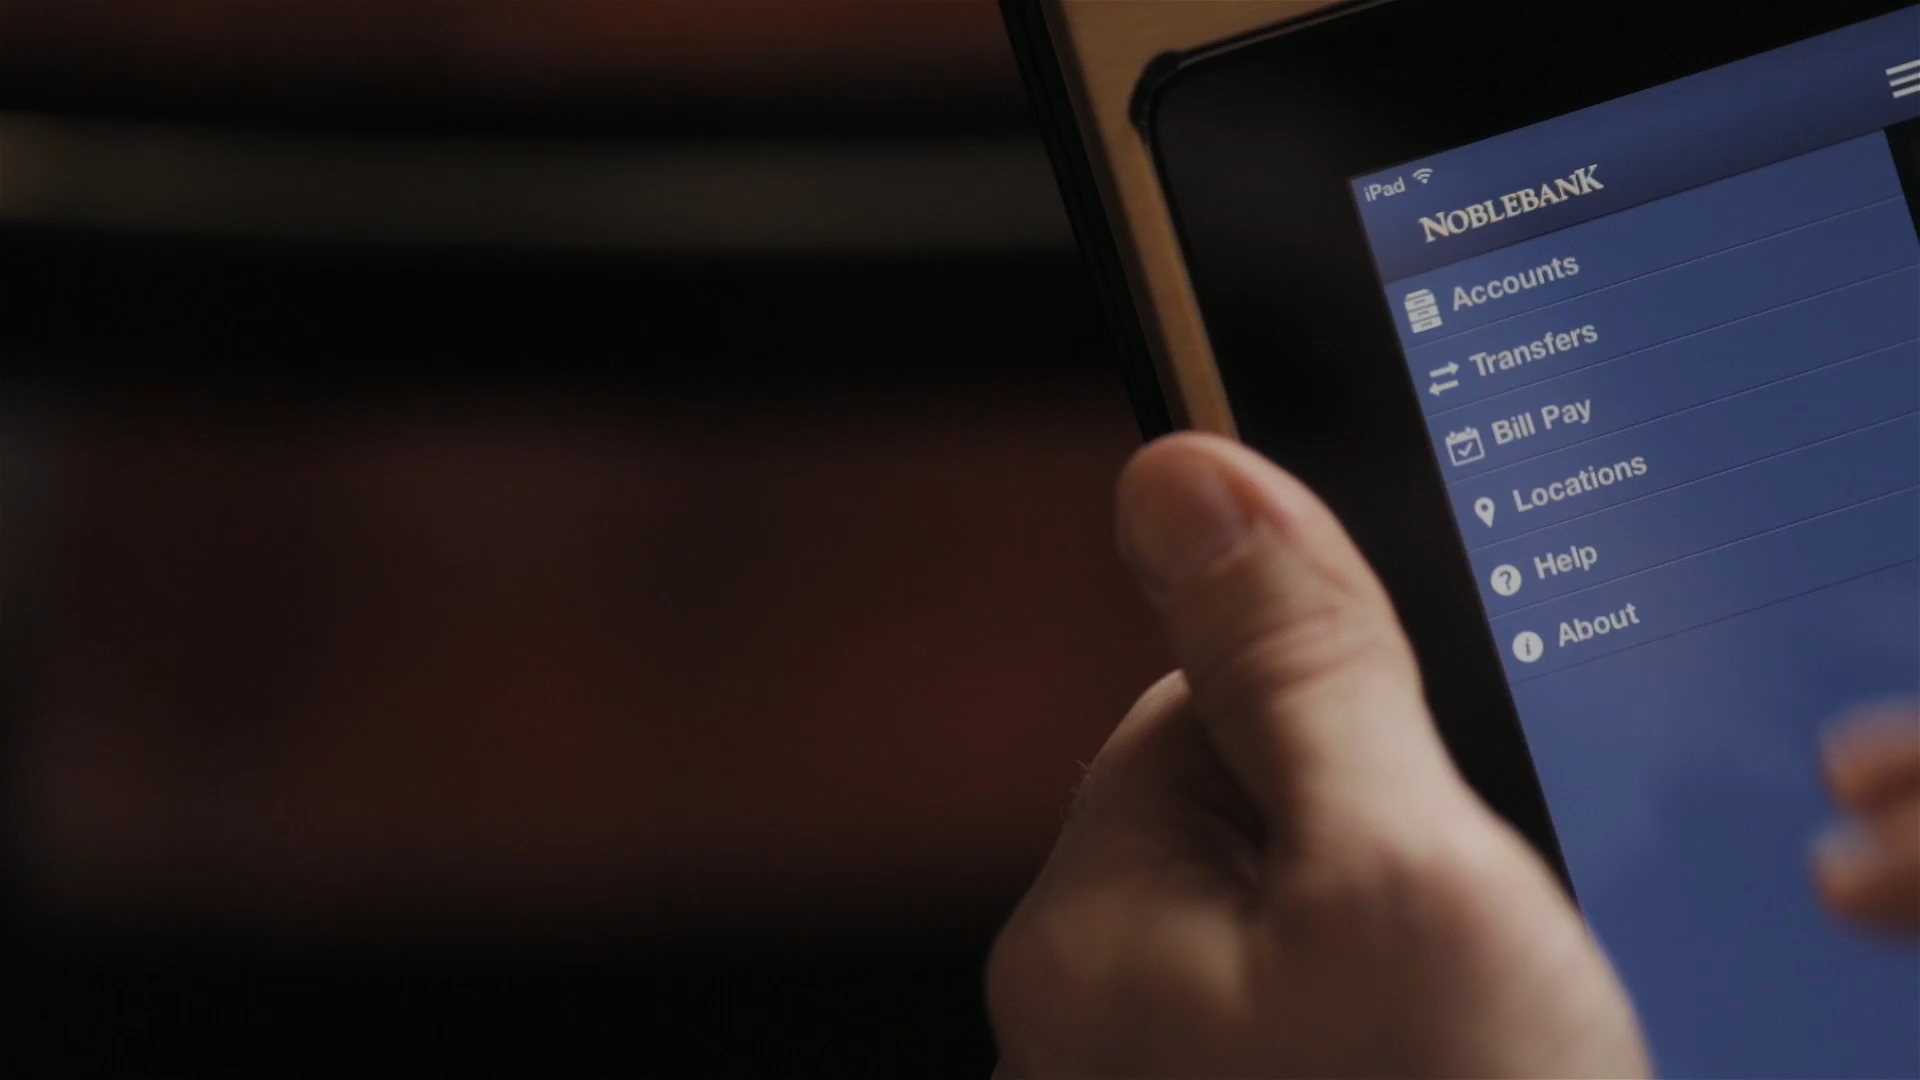 iPad
NOBLEBANK
Accounts
Transfers
Bill Pay
Locations
Help
About